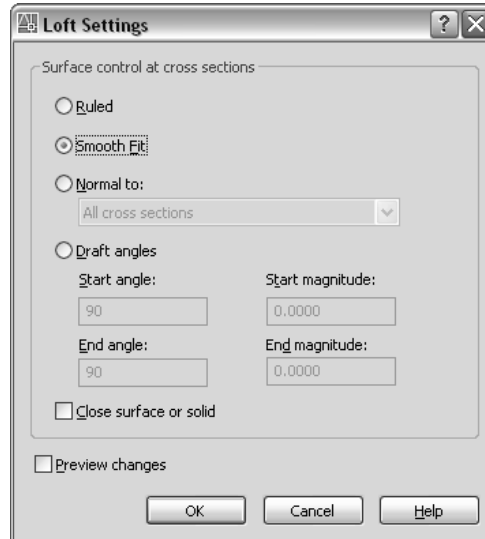 Loft Settings
Surface control at cross sections
Ruled
Smooth Fit
Normal to:
All cross sections
Draft angles
Start angle: Start magnitude:
90 0.0000
End angle: End magnitude:
90 0.0000
Close surface or solid
Preview changes
OK Cancel Help